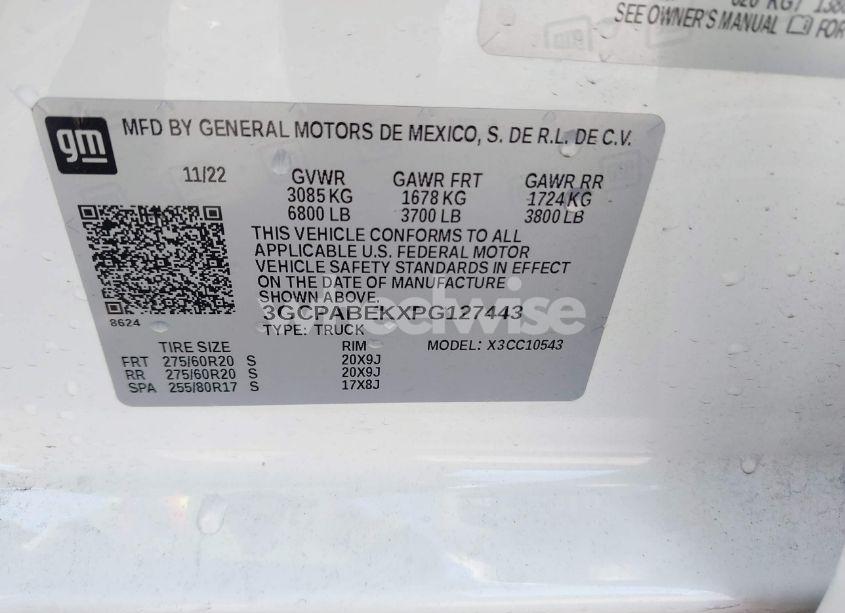 SEE OWNER'S MANUAL FOR
gm
MFD BY GENERAL MOTORS DE MEXICO, S. DE R.L. DE C.V.
11/22 GVWR GAWR FRT GAWR RR
3085 KG 1678 KG 1724 KG
6800 LB 3700 LB 3800 LB
THIS VEHICLE CONFORMS TO ALL
APPLICABLE U.S. FEDERAL MOTOR
VEHICLE SAFETY STANDARDS IN EFFECT
ON THE DATE OF MANUFACTURE
SHOWN ABOVE.
3GCPABEKXPG127443
8624
TYPE: TRUCK
TIRE SIZE RIM MODEL: X3CC10543
FRT 275/60R20 S 20X9J
RR 275/60R20 S 20X9J
SPA 255/80R17 S 17X8J